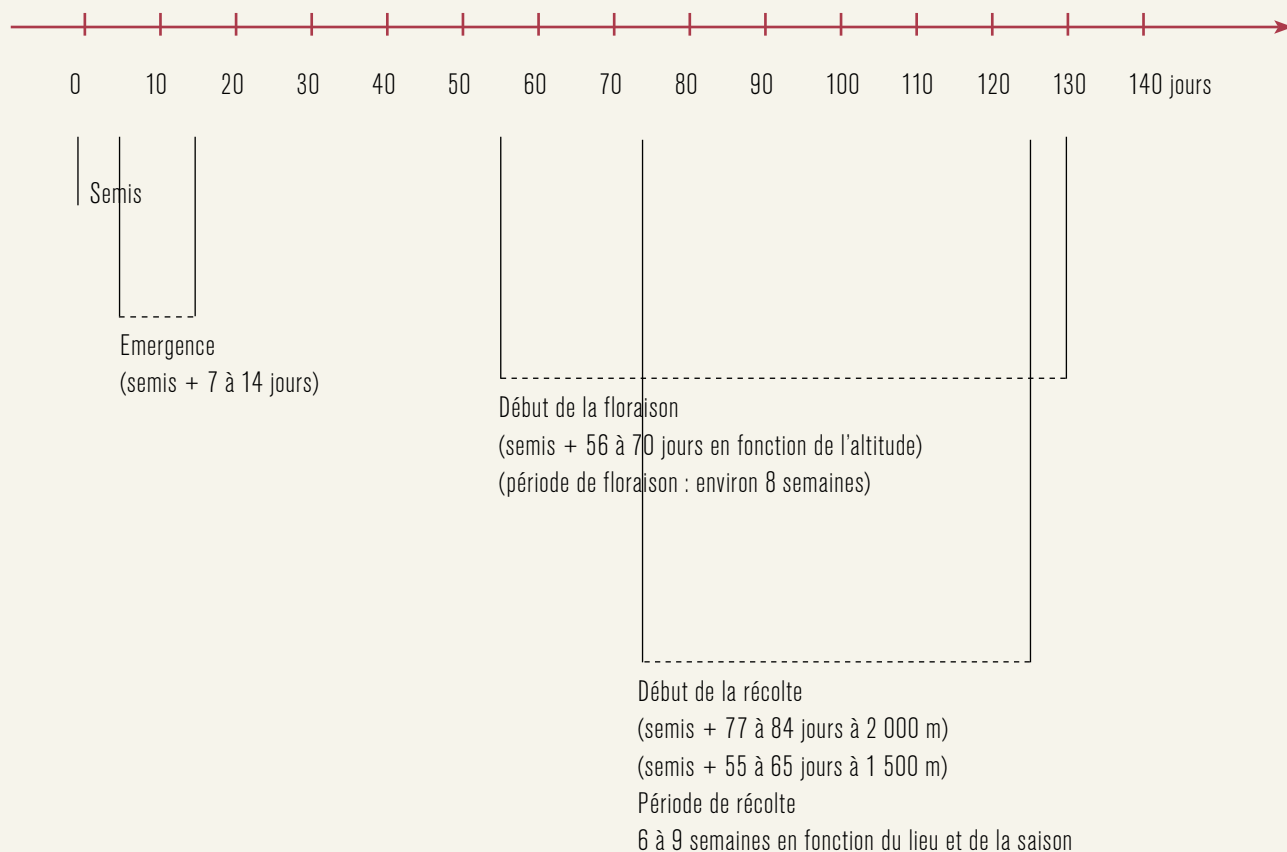 0 10 20 30 40 50 60 70 80 90 100 110 120 130 140 jours
Semis
Emergence
(semis + 7 à 14 jours)
Début de la floraison
(semis + 56 à 70 jours en fonction de l'altitude)
(période de floraison : environ 8 semaines)
Début de la récolte
(semis + 77 à 84 jours à 2 000 m)
(semis + 55 à 65 jours à 1 500 m)
Période de récolte
6 à 9 semaines en fonction du lieu et de la saison